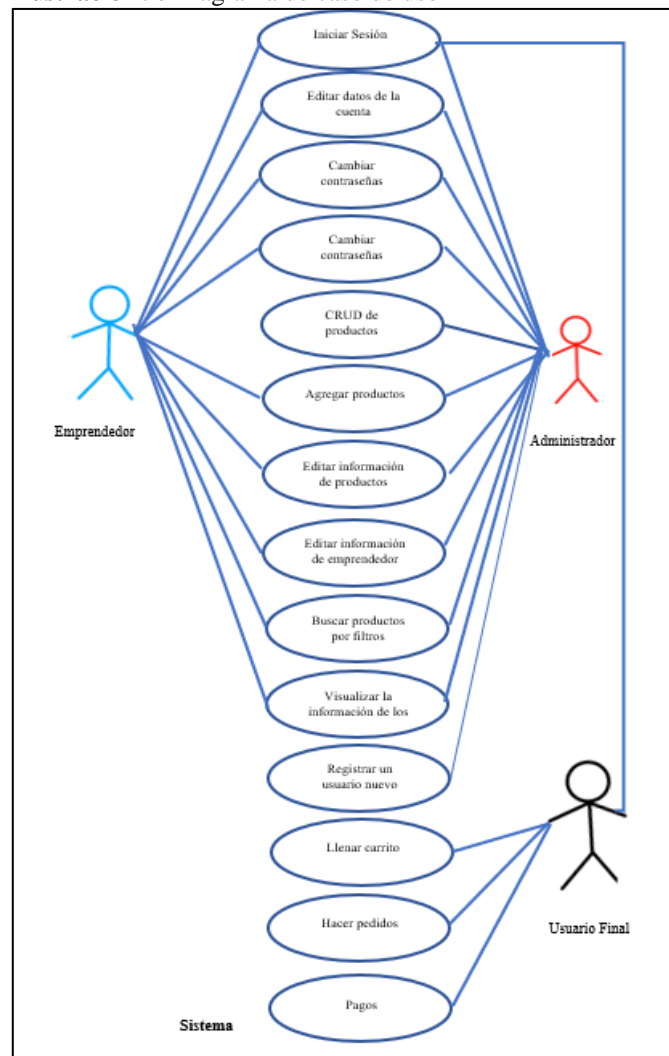 Iniciar Sesión
Editar datos de la
cuenta
Cambiar
contraseñas
Cambiar
contraseñas
CRUD de
productos
Agregar productos
Emprendedor
Administrador
Editar información
de productos
Editar información
de emprendedor
Buscar productos
por filtros
Visualizar la
información de los
Registrar un
usuario nuevo
Llenar carrito
Hacer pedidos
Usuario Final
Pagos
Sistema